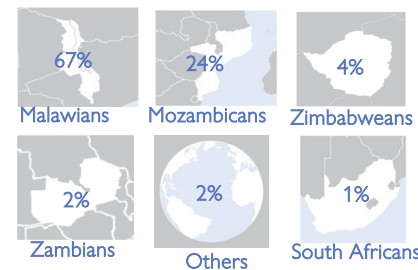 67%
24%
4%
Malawians
Mozambicans
Zimbabweans
2%
2%
1%
Zambians
Others
South Africans